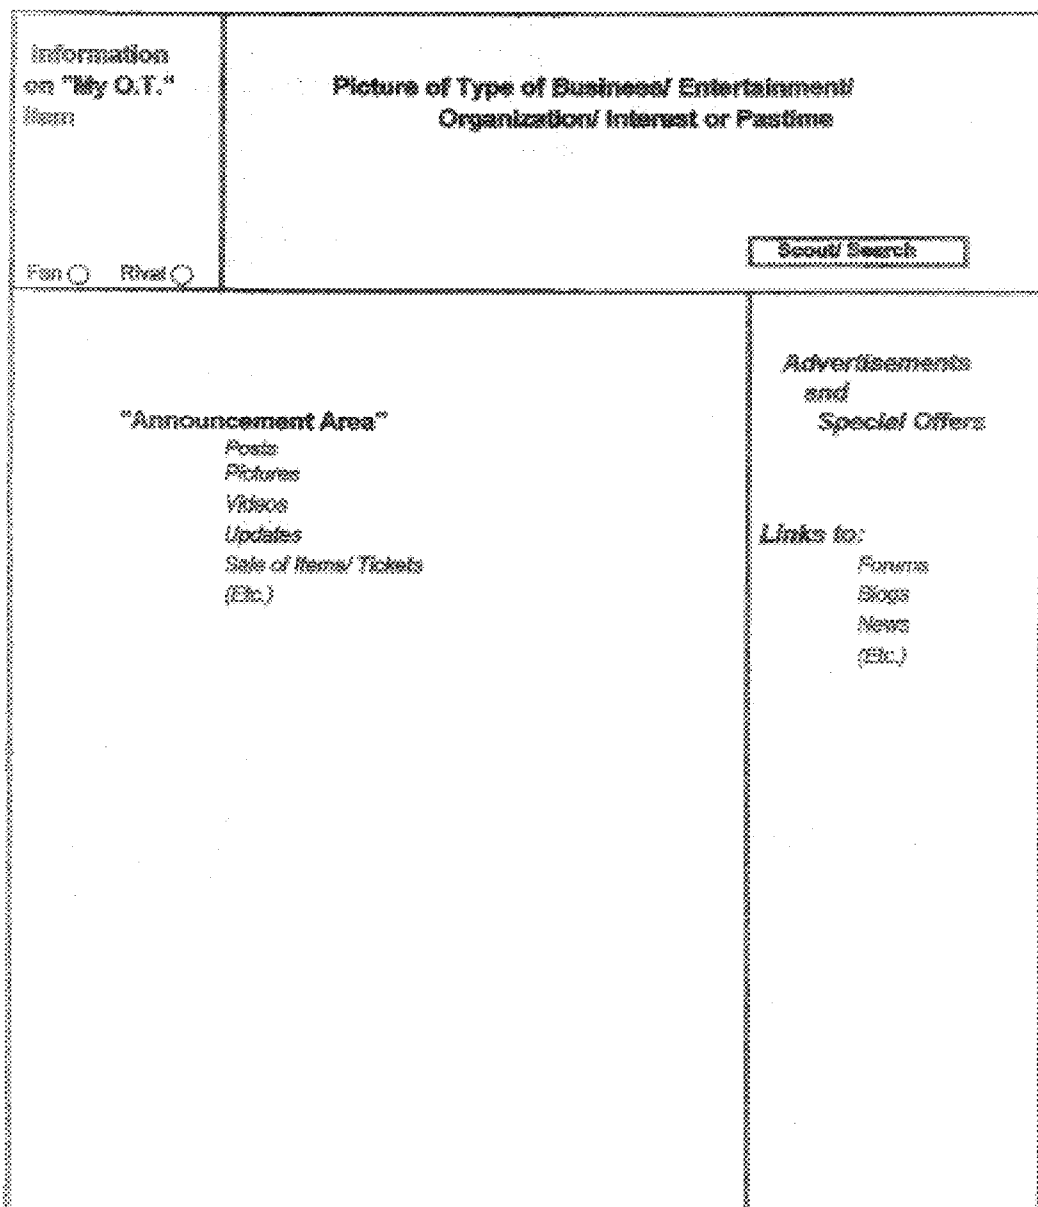 Information
on "My O.T."
Item
Fan
Rival
Picture of Type of Business/ Entertainment/
Organization/ Interest or Pastime
Scout/ Search
"Announcement Area"
Posts
Pictures
Videos
Updates
Sale of Items/ Tickets
(Etc.)
Advertisements
and
Special Offers
Links to:
Forums
Blogs
News
(Etc.)